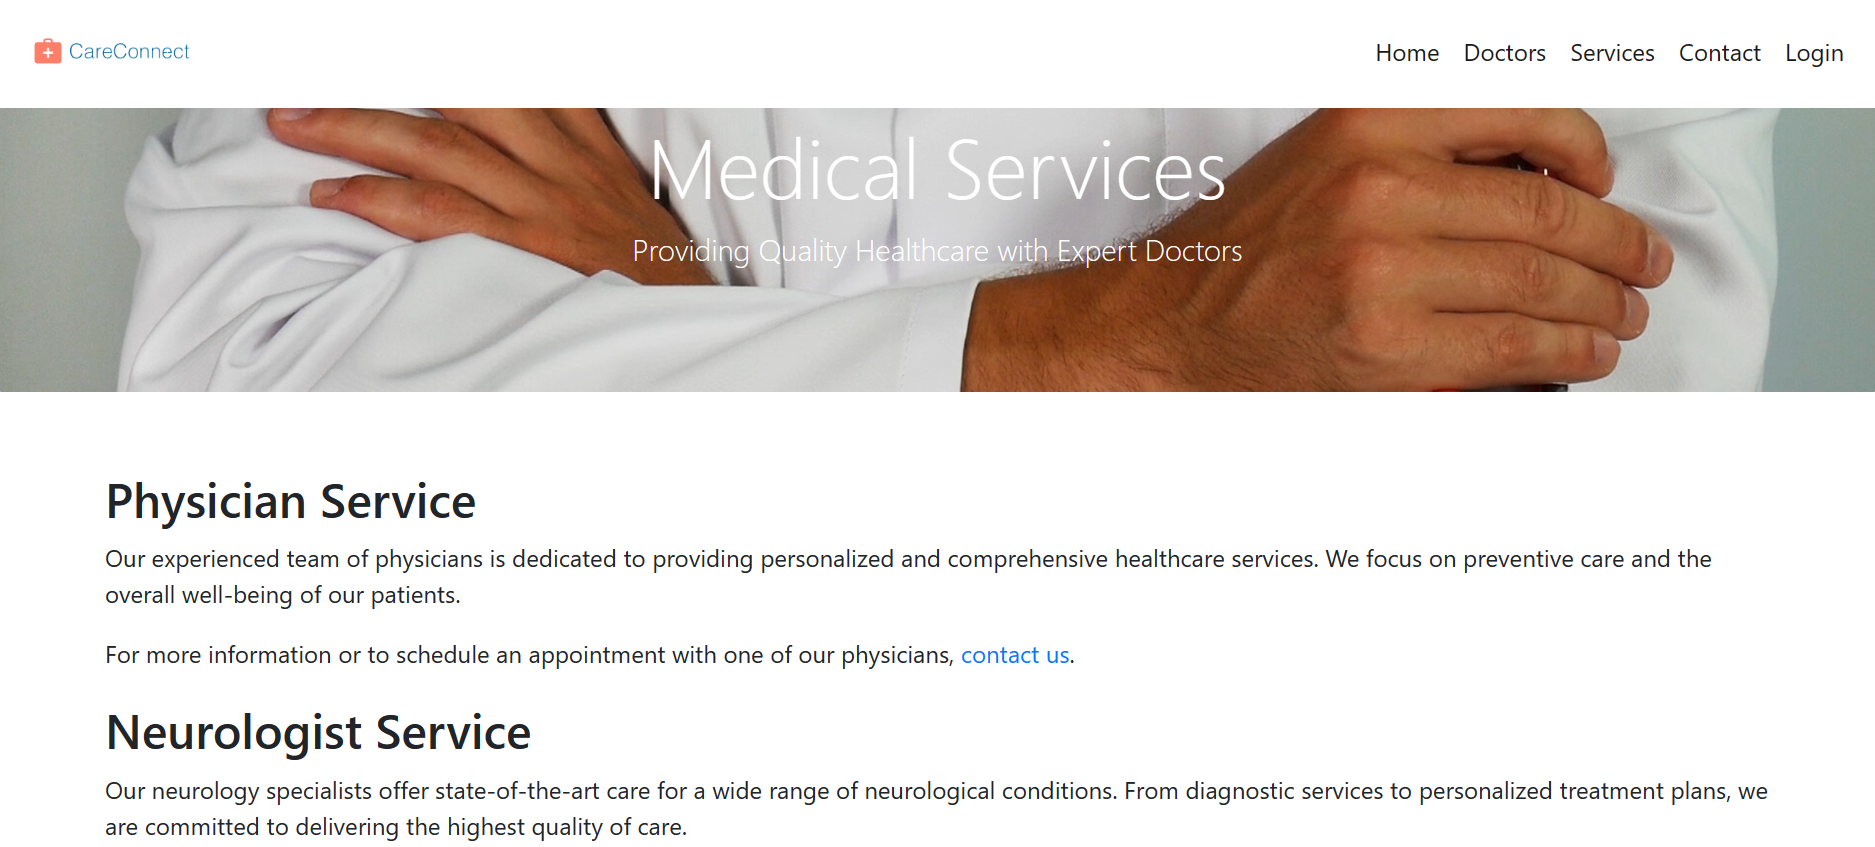 CareConnect
Home Doctors Services Contact Login
Medical Services
Providing Quality Healthcare with Expert Doctors
Physician Service
Our experienced team of physicians is dedicated to providing personalized and comprehensive healthcare services. We focus on preventive care and the
overall well-being of our patients.
For more information or to schedule an appointment with one of our physicians, contact us.
Neurologist Service
Our neurology specialists offer state-of-the-art care for a wide range of neurological conditions. From diagnostic services to personalized treatment plans, we
are committed to delivering the highest quality of care.